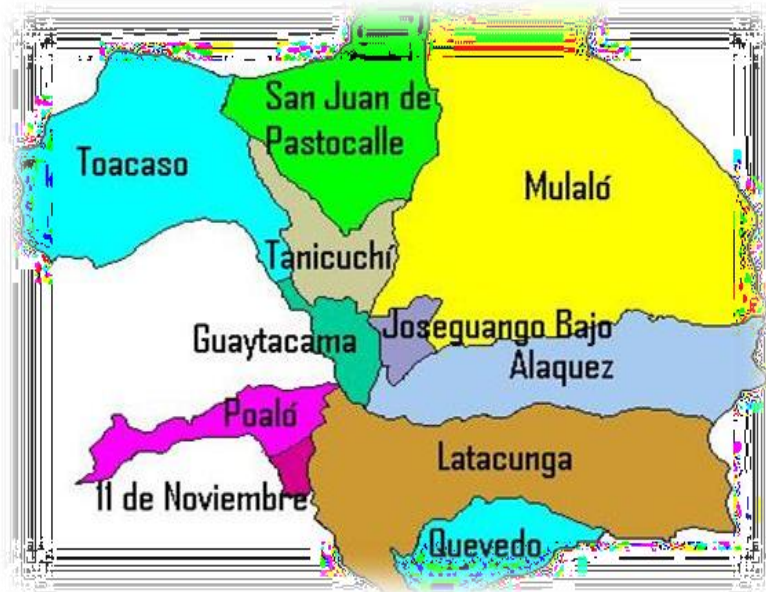 San Juan de
Pastocalle
Toacaso
Mulaló
Tanicuchí
Joseguango Bajo
Guaytacama
Alaquez
Poaló
Latacunga
11 de Noviembre
Quevedo